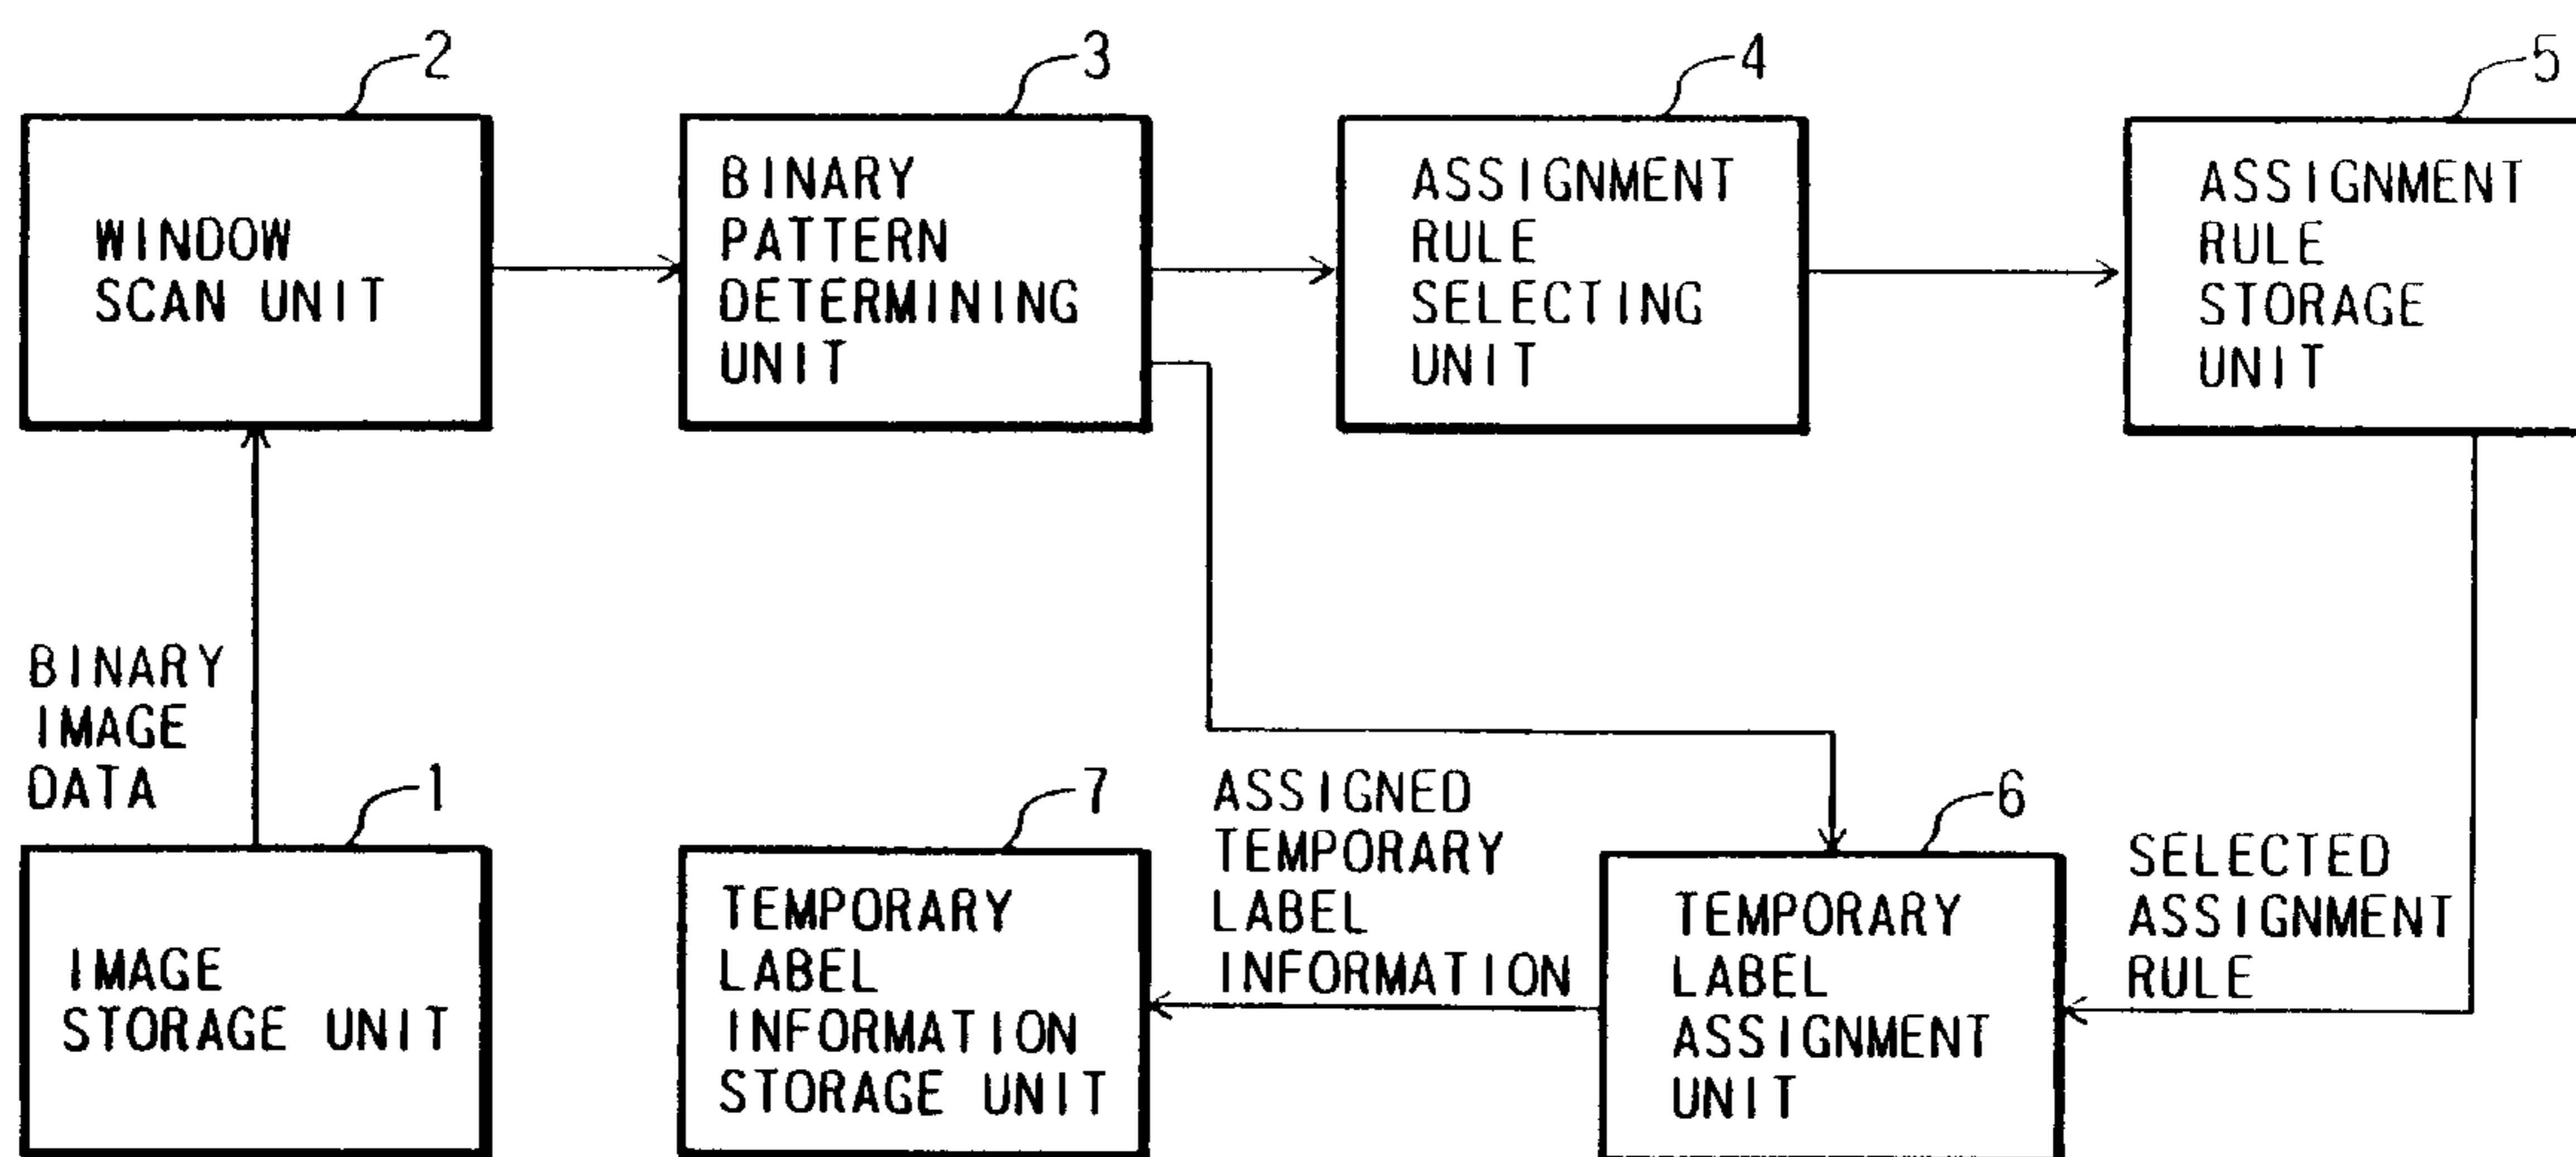 2
WINDOW
SCAN UNIT
3
BINARY
PATTERN
DETERMINING
UNIT
4
ASSIGNMENT
RULE
SELECTING
UNIT
5
ASSIGNMENT
RULE
STORAGE
UNIT
BINARY
IMAGE
DATA
1
IMAGE
STORAGE UNIT
7
TEMPORARY
LABEL
INFORMATION
STORAGE UNIT
ASSIGNED
TEMPORARY
LABEL
INFORMATION
6
TEMPORARY
LABEL
ASSIGNMENT
UNIT
SELECTED
ASSIGNMENT
RULE